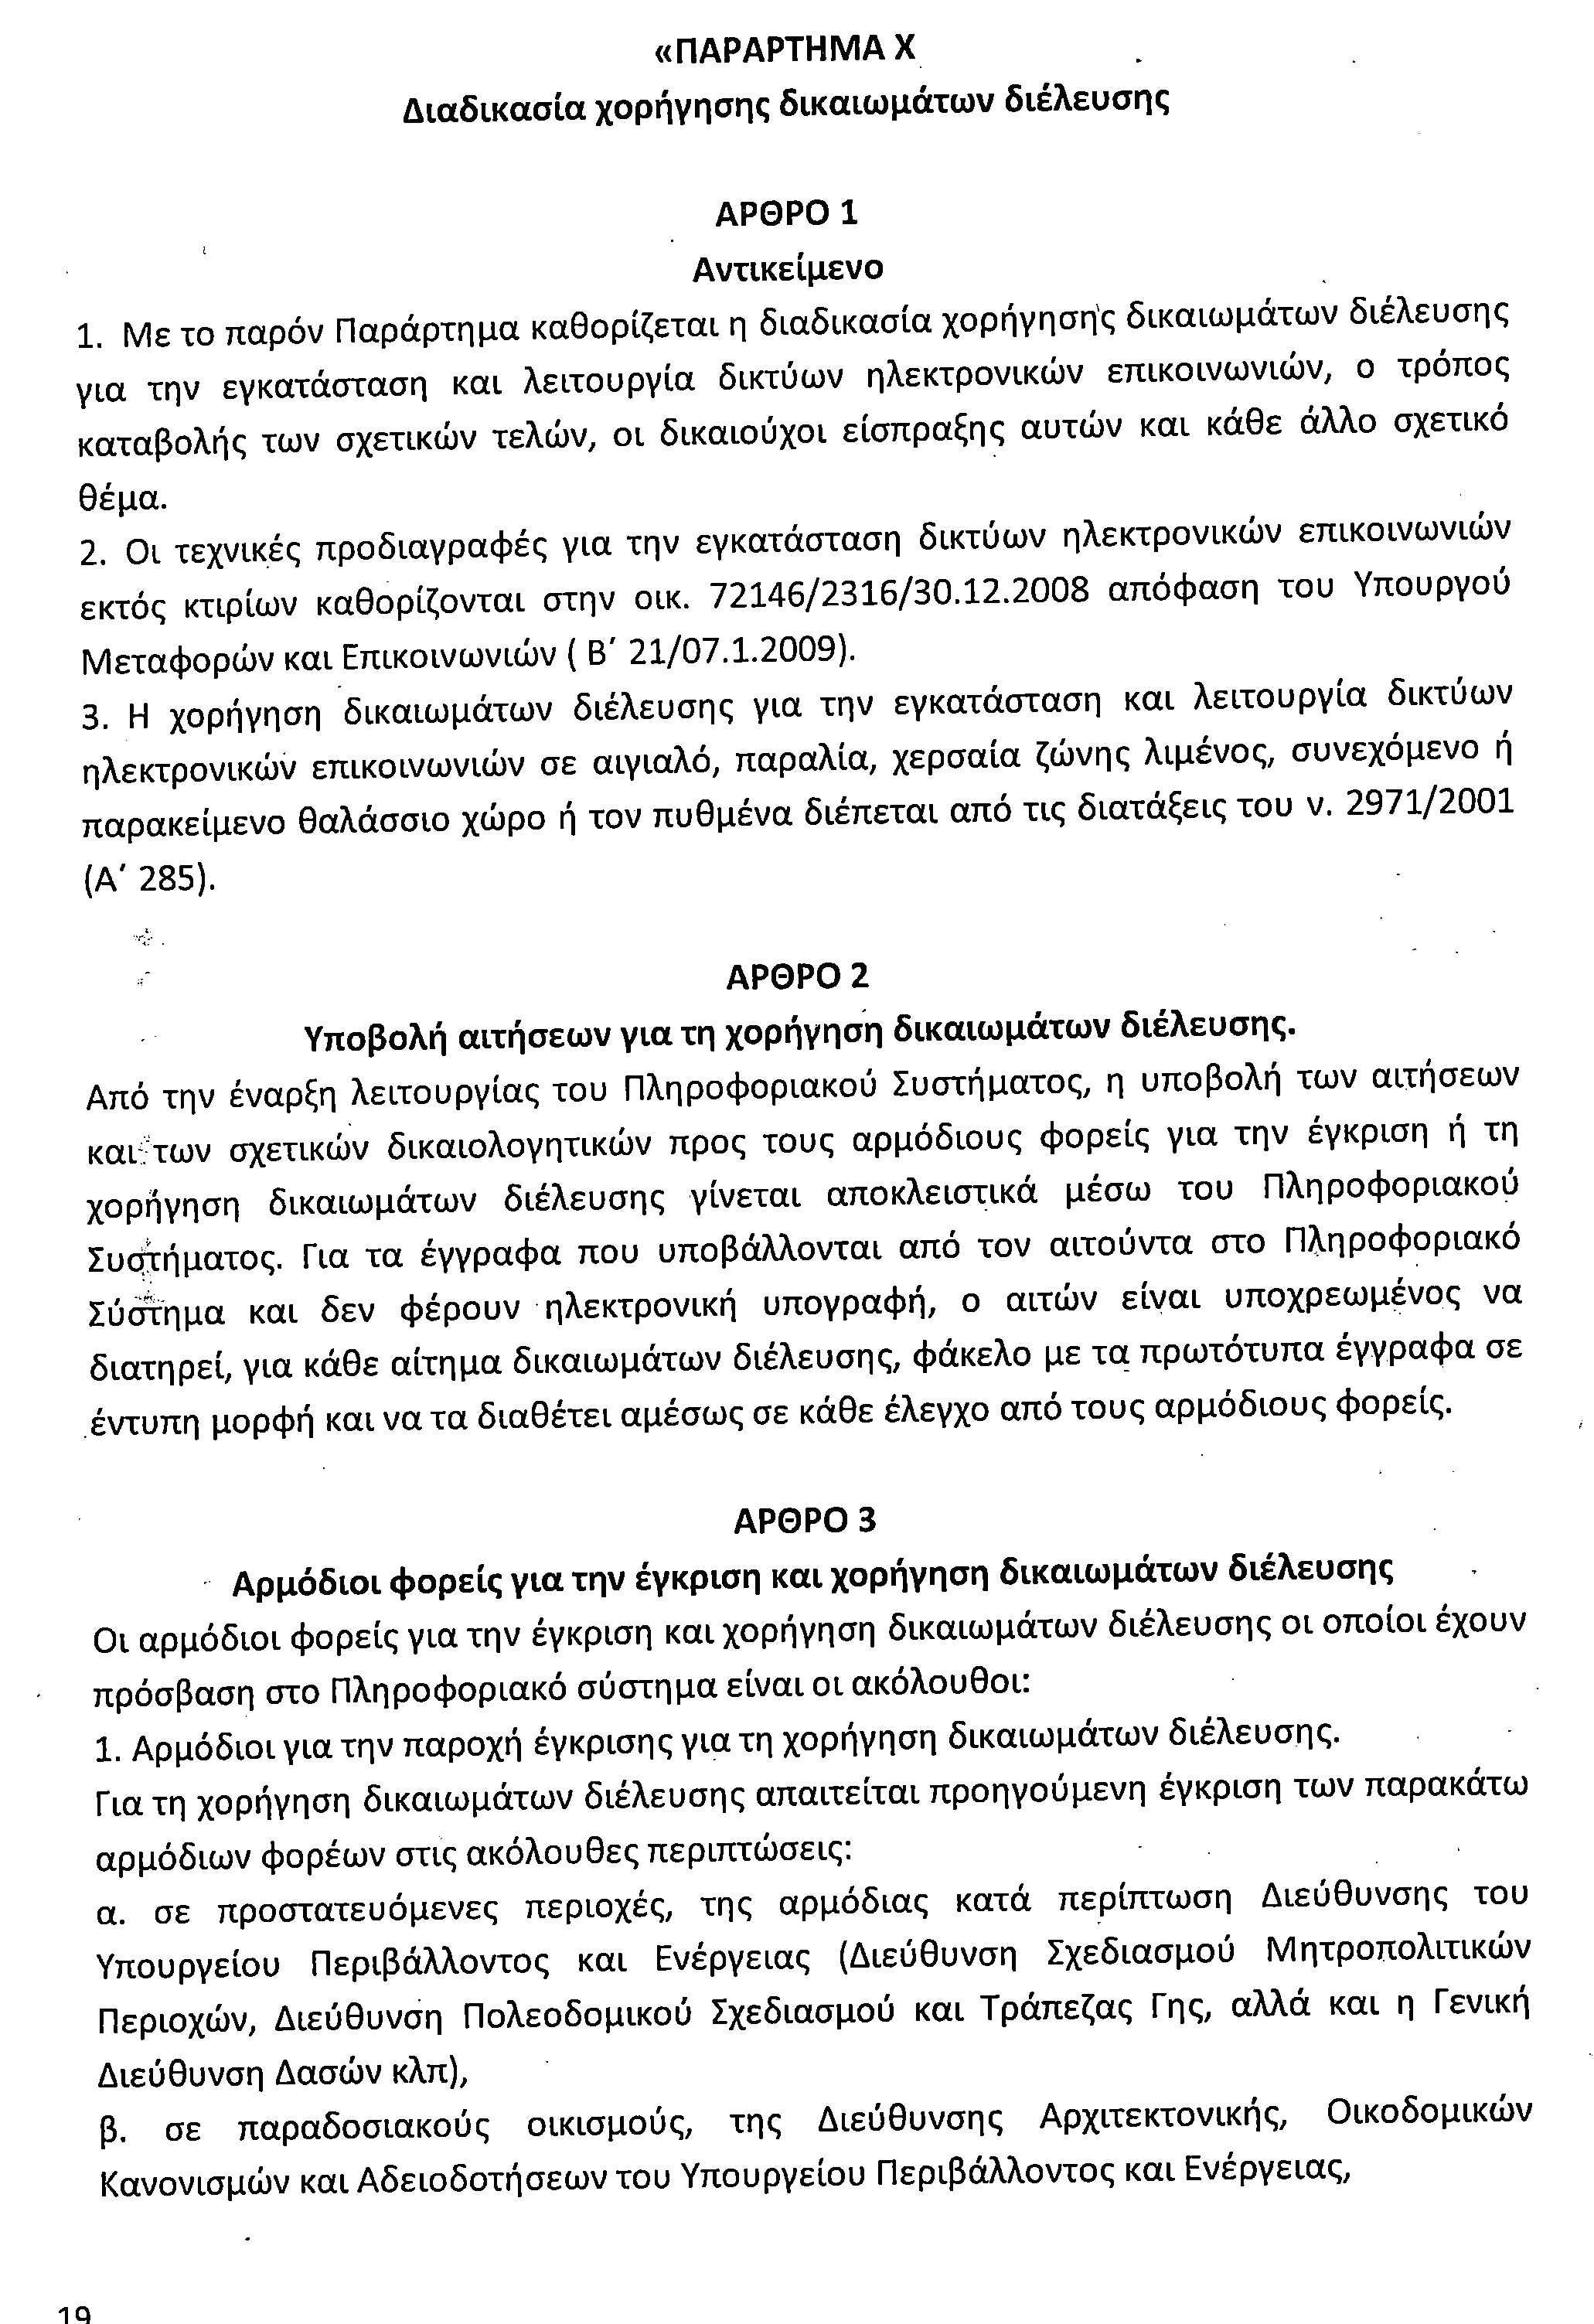 «ΠΑΡΑΡΤΗΜΑ Χ
Διαδικασία χορήγησης δικαιωμάτων διέλευσης
ΑΡΘΡΟ 1
Αντικείμενο
1. Με το παρόν Παράρτημα καθορίζεται η διαδικασία χορήγησης δικαιωμάτων διέλευσης
για την εγκατάσταση και λειτουργία δικτύων ηλεκτρονικών επικοινωνιών, ο τρόπος
καταβολής των σχετικών τελών, οι δικαιούχοι είσπραξης αυτών και κάθε άλλο σχετικό
θέμα.
2. Οι τεχνικές προδιαγραφές για την εγκατάσταση δικτύων ηλεκτρονικών επικοινωνιών
εκτός κτιρίων καθορίζονται στην οικ. 72146/2316/30.12.2008 απόφαση του Υπουργού
Μεταφορών και Επικοινωνιών ( Β΄ 21/07.1.2009).
3. Η χορήγηση δικαιωμάτων διέλευσης για την εγκατάσταση και λειτουργία δικτύων
ηλεκτρονικών επικοινωνιών σε αιγιαλό, παραλία, χερσαία ζώνης λιμένος, συνεχόμενο ή
παρακείμενο θαλάσσιο χώρο ή τον πυθμένα διέπεται από τις διατάξεις του ν. 2971/2001
(Α΄ 285).
ΑΡΘΡΟ 2
Υποβολή αιτήσεων για τη χορήγηση δικαιωμάτων διέλευσης.
Από την έναρξη λειτουργίας του Πληροφοριακού Συστήματος, η υποβολή των αιτήσεων
και των σχετικών δικαιολογητικών προς τους αρμόδιους φορείς για την έγκριση ή τη
χορήγηση δικαιωμάτων διέλευσης γίνεται αποκλειστικά μέσω του Πληροφοριακού
Συστήματος. Για τα έγγραφα που υποβάλλονται από τον αιτούντα στο Πληροφοριακό
Σύστημα και δεν φέρουν ηλεκτρονική υπογραφή, ο αιτών είναι υποχρεωμένος να
διατηρεί, για κάθε αίτημα δικαιωμάτων διέλευσης, φάκελο με τα πρωτότυπα έγγραφα σε
έντυπη μορφή και να τα διαθέτει αμέσως σε κάθε έλεγχο από τους αρμόδιους φορείς.
ΑΡΘΡΟ 3
Αρμόδιοι φορείς για την έγκριση και χορήγηση δικαιωμάτων διέλευσης
Οι αρμόδιοι φορείς για την έγκριση και χορήγηση δικαιωμάτων διέλευσης οι οποίοι έχουν
πρόσβαση στο Πληροφοριακό σύστημα είναι οι ακόλουθοι:
1. Αρμόδιοι για την παροχή έγκρισης για τη χορήγηση δικαιωμάτων διέλευσης.
Για τη χορήγηση δικαιωμάτων διέλευσης απαιτείται προηγούμενη έγκριση των παρακάτω
αρμόδιων φορέων στις ακόλουθες περιπτώσεις:
α. σε προστατευόμενες περιοχές, της αρμόδιας κατά περίπτωση Διεύθυνσης του
Υπουργείου Περιβάλλοντος και Ενέργειας (Διεύθυνση Σχεδιασμού Μητροπολιτικών
Περιοχών, Διεύθυνση Πολεοδομικού Σχεδιασμού και Τράπεζας Γης, αλλά και η Γενική
Διεύθυνση Δασών κλπ),
β. σε παραδοσιακούς οικισμούς, της Διεύθυνσης Αρχιτεκτονικής, Οικοδομικών
Κανονισμών και Αδειοδοτήσεων του Υπουργείου Περιβάλλοντος και Ενέργειας,
19